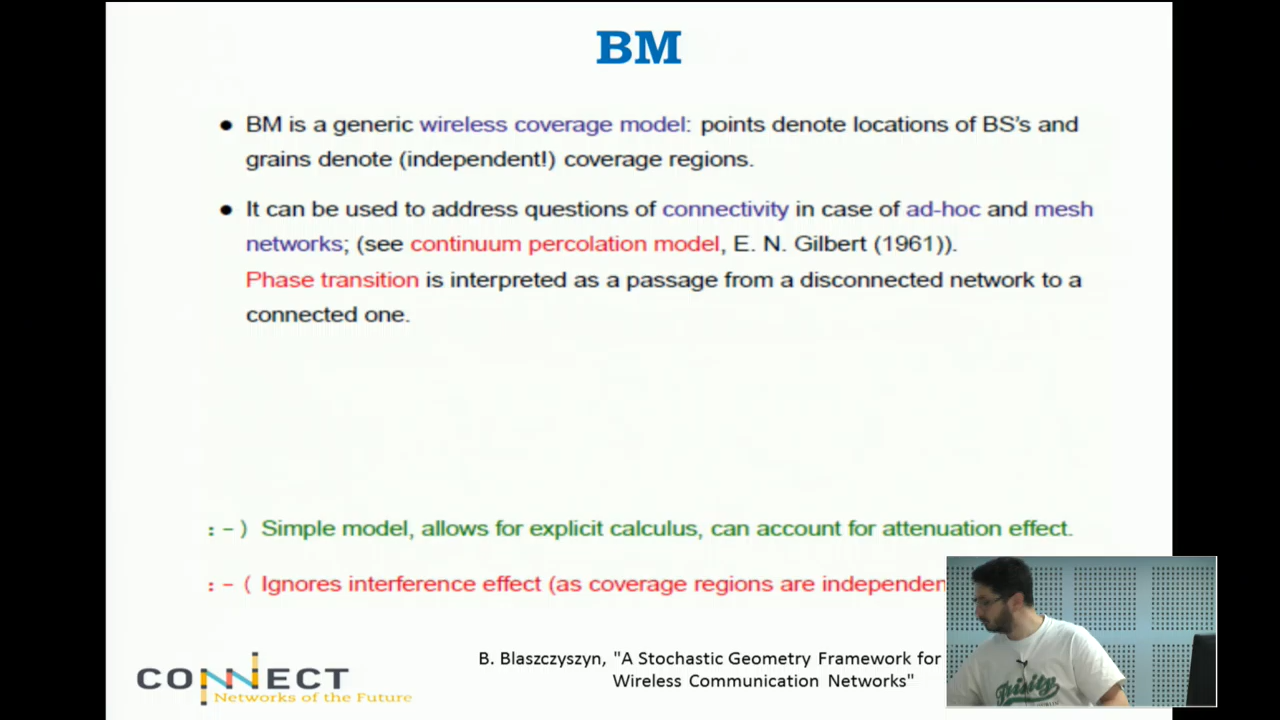 BM
● BM is a generic wireless coverage model: points denote locations of BS's and
grains denote (independent!) coverage regions.
● It can be used to address questions of connectivity in case of ad-hoc and mesh
networks; (see continuum percolation model, E. N. Gilbert (1961)).
Phase transition is interpreted as a passage from a disconnected network to a
connected one.
:-) Simple model, allows for explicit calculus, can account for attenuation effect.
:-( Ignores interference effect (as coverage regions are
B. Blaszczyszyn, "A Stochastic Geometry Framework for
Wireless Communication Networks"
CONNECT
Networks of the Future
Trinity